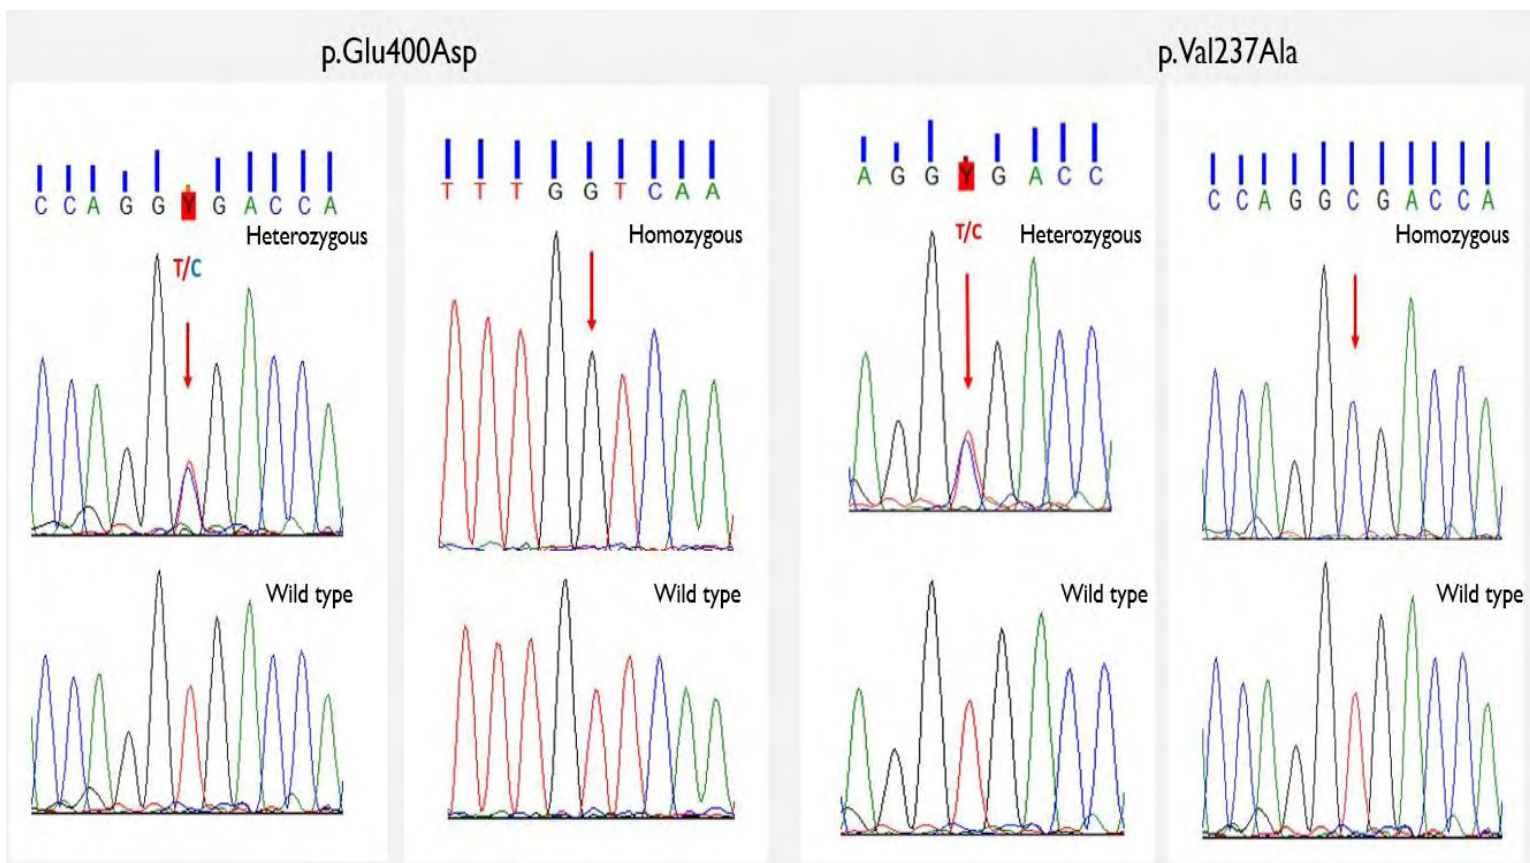 p.Glu400Asp
p.Val237Ala
C C A G G Y G A C C A
Heterozygous
T/C
Wild type
T T T G G T C A A
Homozygous
Wild type
A G G Y G A C C
T/C Heterozygous
Wild type
C C A G G C G A C C A
Homozygous
Wild type